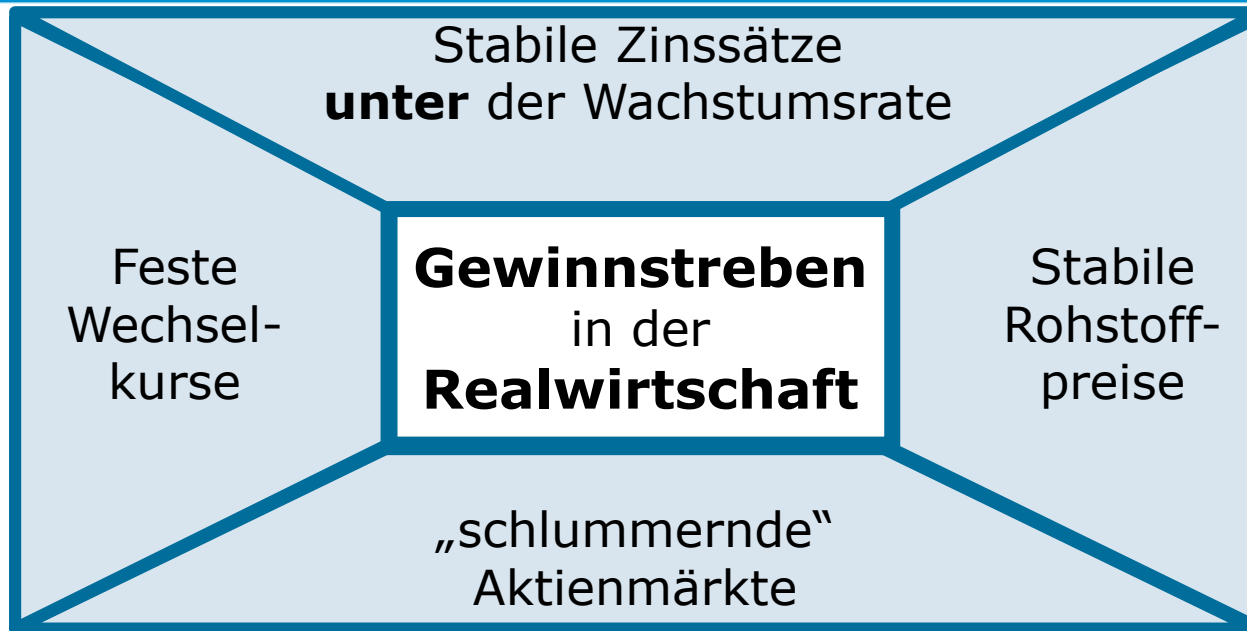 Stabile Zinssätze
unter der Wachstumsrate
Feste
Wechsel-
kurse
Gewinnstreben
in der
Realwirtschaft
Stabile
Rohstoff-
preise
„schlummernde“
Aktienmärkte